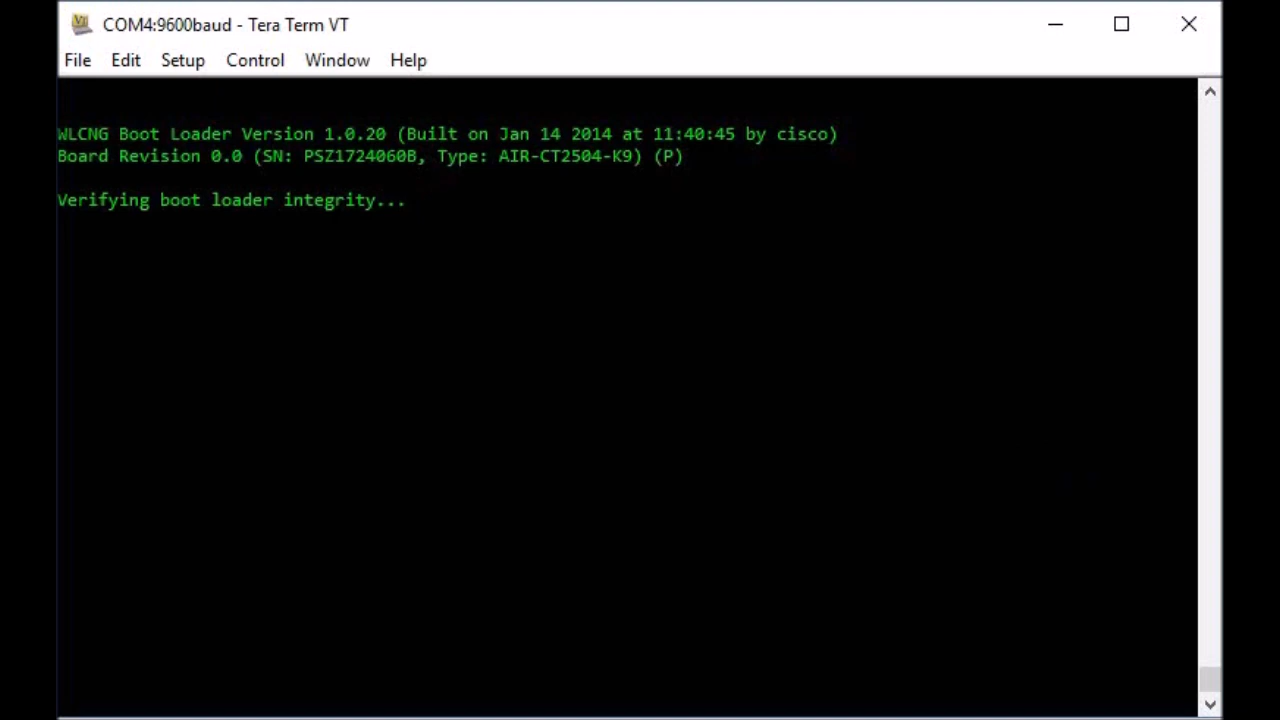 COM4:9600baud - Tera Term VT
File Edit Setup Control Window Help
WLCNG Boot Loader Version 1.0.20 (Built on Jan 14 2014 at 11:40:45 by cisco)
Board Revision 0.0 (SN: PSZ1724060B, Type: AIR-CT2504-K9) (P)
Verifying boot loader integrity...